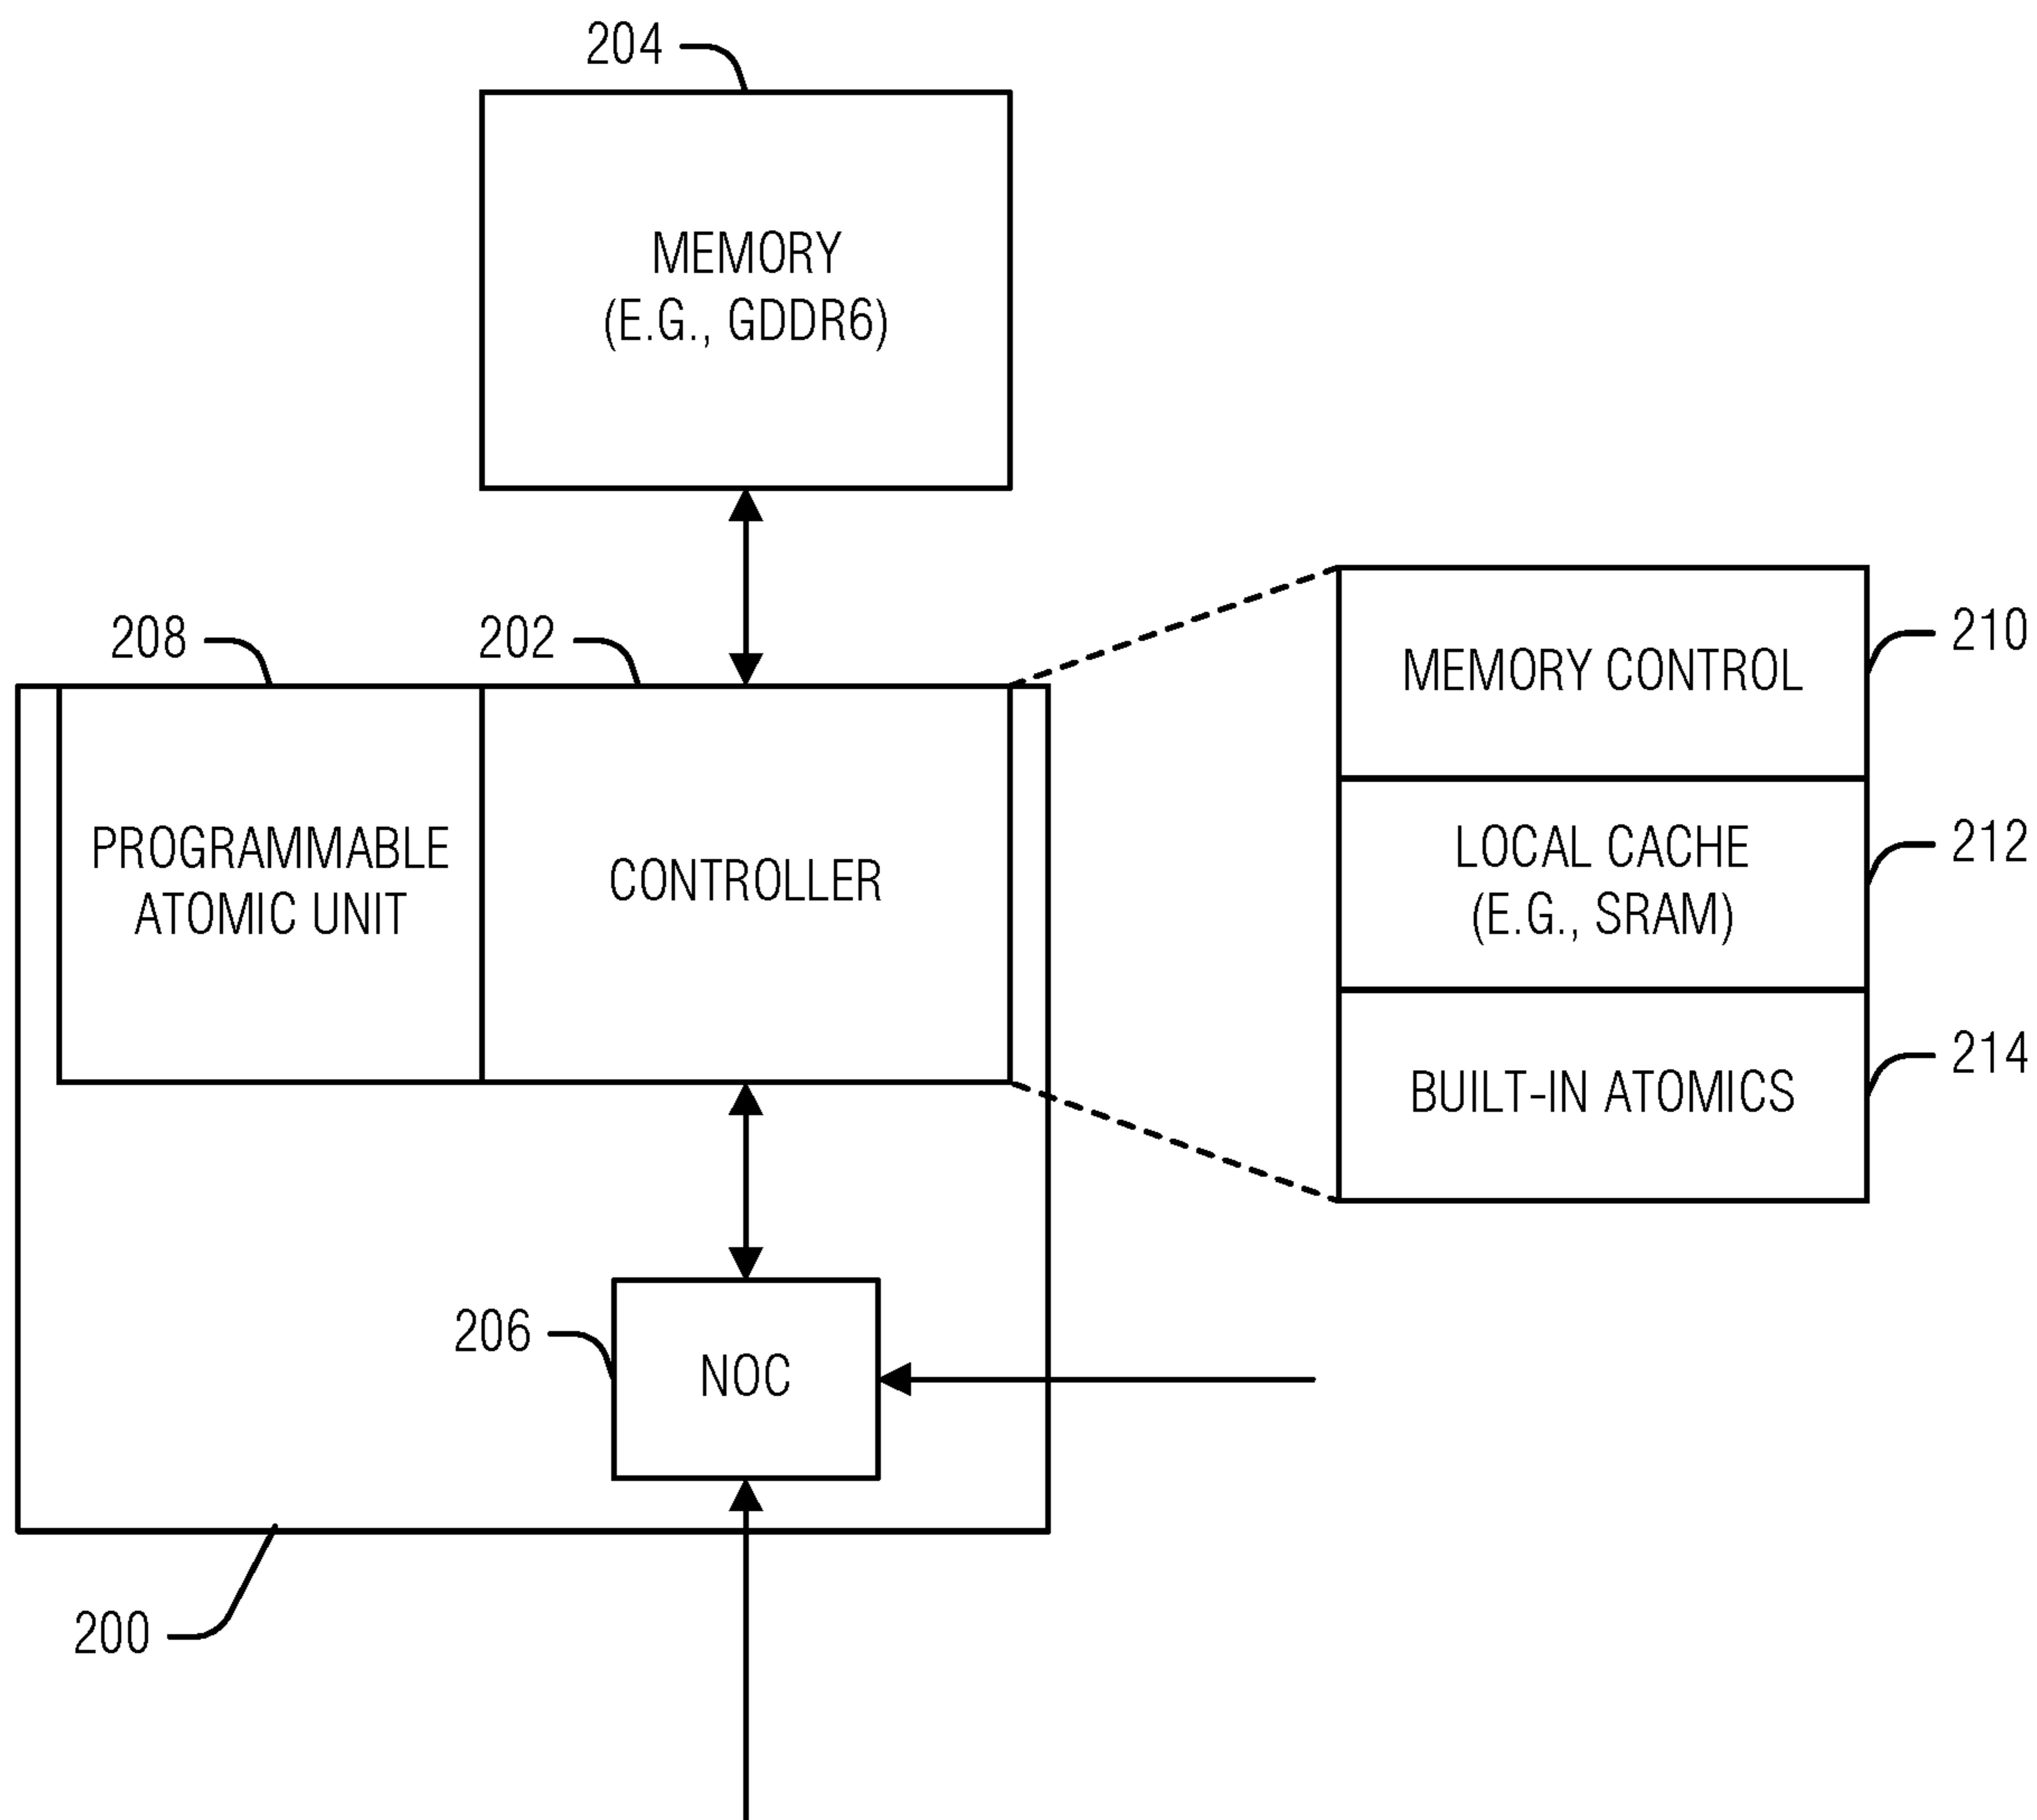 204
MEMORY
(E.G., GDDR6)
208
202
210
MEMORY CONTROL
PROGRAMMABLE
ATOMIC UNIT
CONTROLLER
212
LOCAL CACHE
(E.G., SRAM)
214
BUILT-IN ATOMICS
206
NOC
200